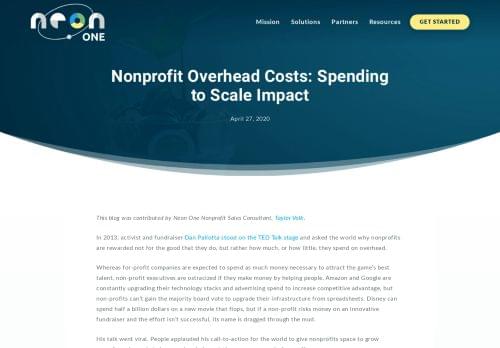 neon
ONE
Mission Solutions Partners Resources GET STARTED
Nonprofit Overhead Costs: Spending
to Scale Impact
April 27, 2020
This blog was contributed by Neon One Nonprofit Sales Consultant, Taylor Volk.
In 2013, activist and fundraiser Dan Pallotta stood on the TED Talk stage and asked the world why nonprofits
are rewarded not for the good that they do, but rather how much, or how little, they spend on overhead.
Whereas for-profit companies are expected to spend as much money necessary to attract the game's best
talent, non-profit executives are ostracized if they make money by helping people. Amazon and Google are
constantly upgrading their technology stacks and advertising spend to increase competitive advantage, but
non-profits can't gain the majority board vote to upgrade their infrastructure from spreadsheets. Disney can
spend half a billion dollars on a new movie that flops, but if a non-profit risks money on an innovative
fundraiser and the effort isn't successful, its name is dragged through the mud.
His talk went viral. People applauded his call-to-action for the world to give nonprofits space to grow